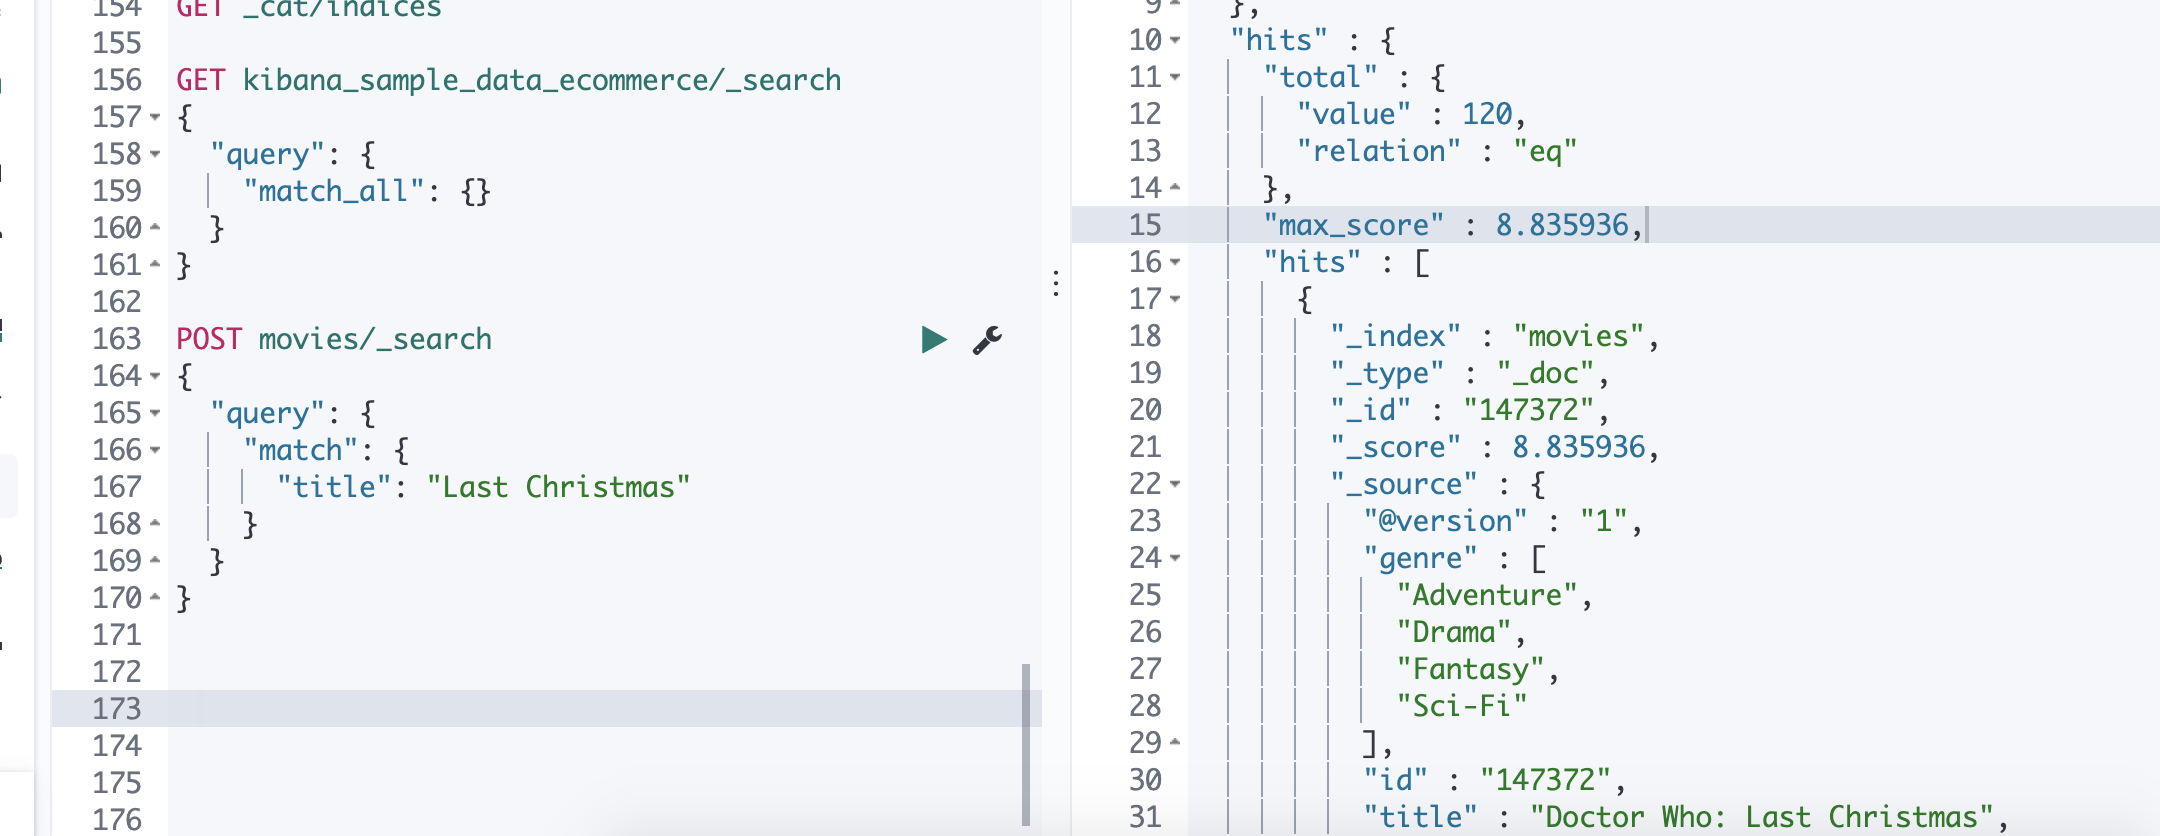 154 GET _cat/indices
155
156 GET kibana_sample_data_ecommerce/_search
157 {
158 "query": {
159 "match_all": {}
160 }
161 }
162
163 POST movies/_search
164 {
165 "query": {
166 "match": {
167 "title": "Last Christmas"
168 }
169 }
170 }
171
172
173
174
175
176
9 },
10 "hits" : {
11 "total" : {
12 "value" : 120,
13 "relation" : "eq"
14 },
15 "max_score" : 8.835936,
16 "hits" : [
17 {
18 "_index" : "movies",
19 "_type" : "_doc",
20 "_id" : "147372",
21 "_score" : 8.835936,
22 "_source" : {
23 "@version" : "1",
24 "genre" : [
25 "Adventure",
26 "Drama",
27 "Fantasy",
28 "Sci-Fi"
29 ],
30 "id" : "147372",
31 "title" : "Doctor Who: Last Christmas",